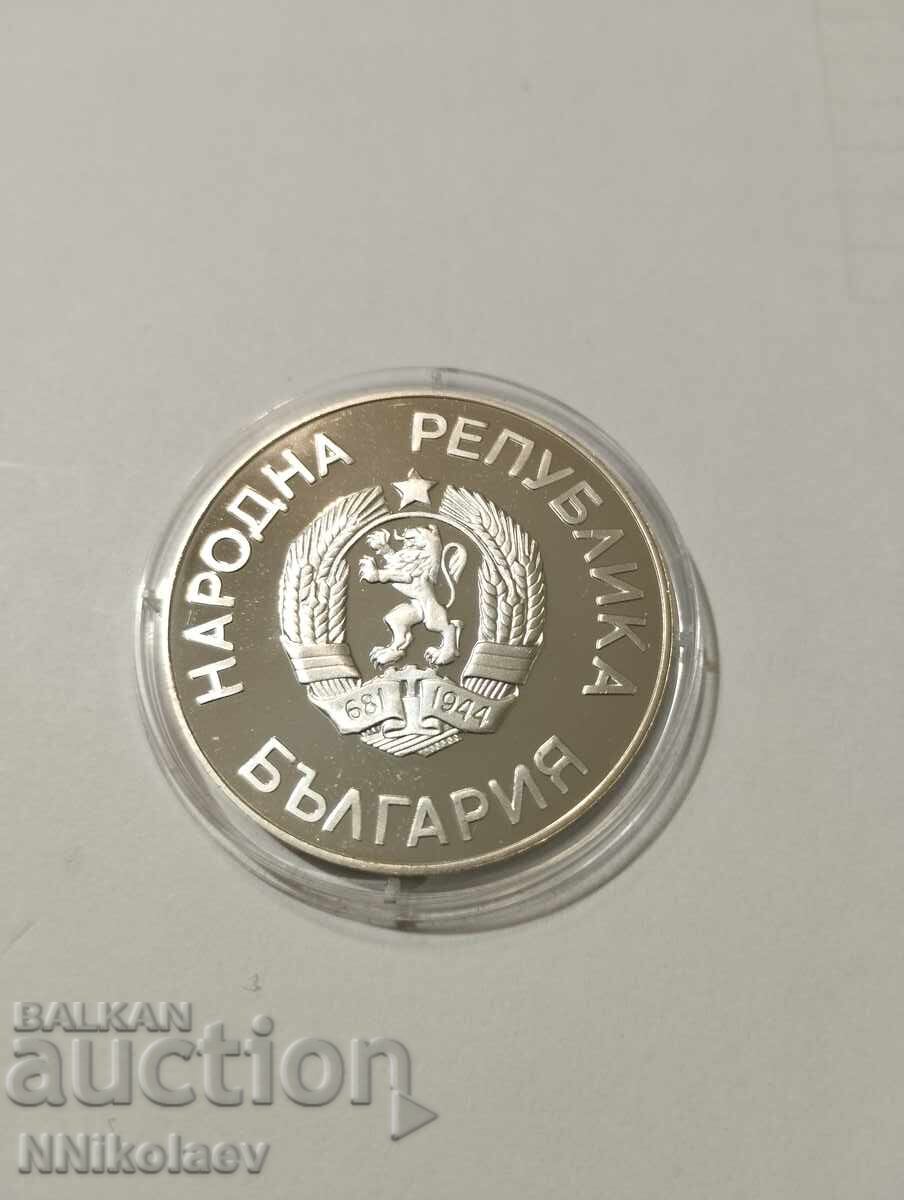 НАРОДНА РЕПУБЛИКА
БЪЛГАРИЯ
681 1944
BALKAN
auction
NNikolaev